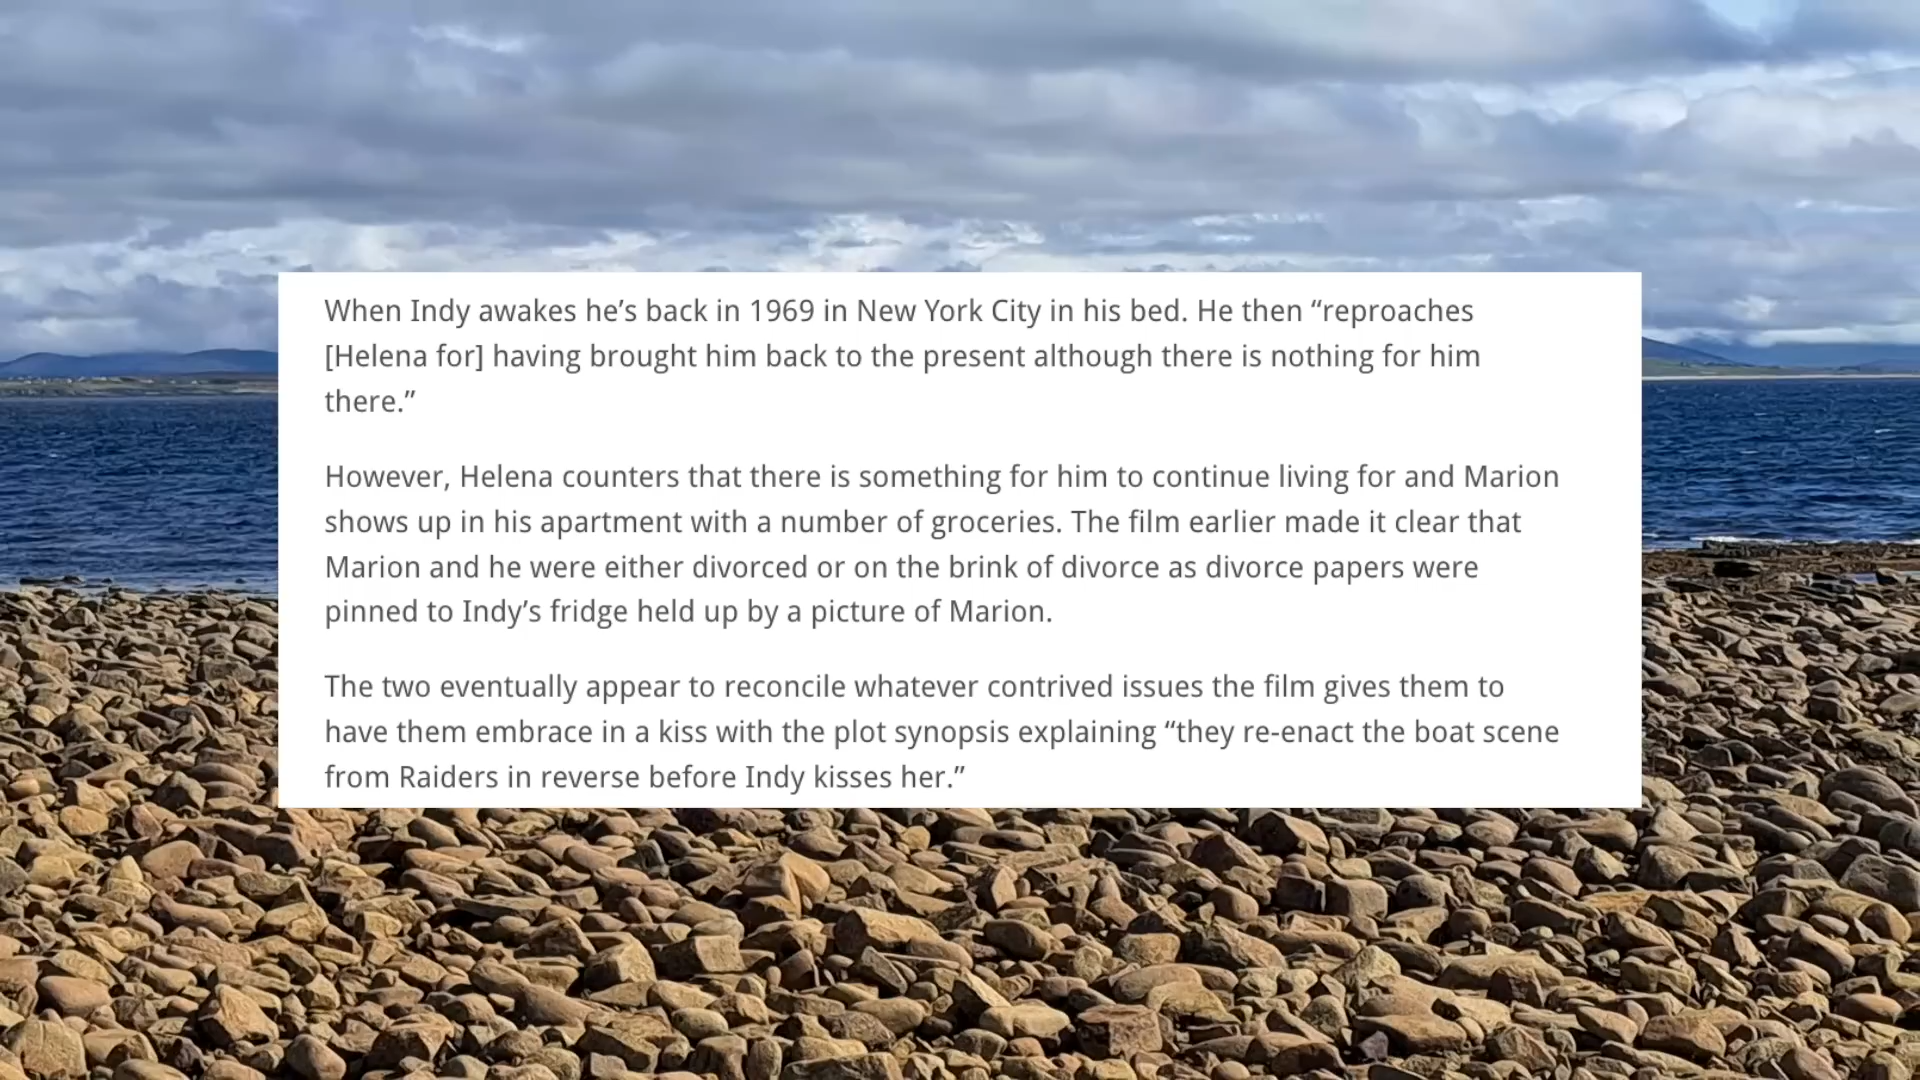 When Indy awakes he’s back in 1969 in New York City in his bed. He then “reproaches
[Helena for] having brought him back to the present although there is nothing for him
there.”
However, Helena counters that there is something for him to continue living for and Marion
shows up in his apartment with a number of groceries. The film earlier made it clear that
Marion and he were either divorced or on the brink of divorce as divorce papers were
pinned to Indy’s fridge held up by a picture of Marion.
The two eventually appear to reconcile whatever contrived issues the film gives them to
have them embrace in a kiss with the plot synopsis explaining “they re-enact the boat scene
from Raiders in reverse before Indy kisses her.”